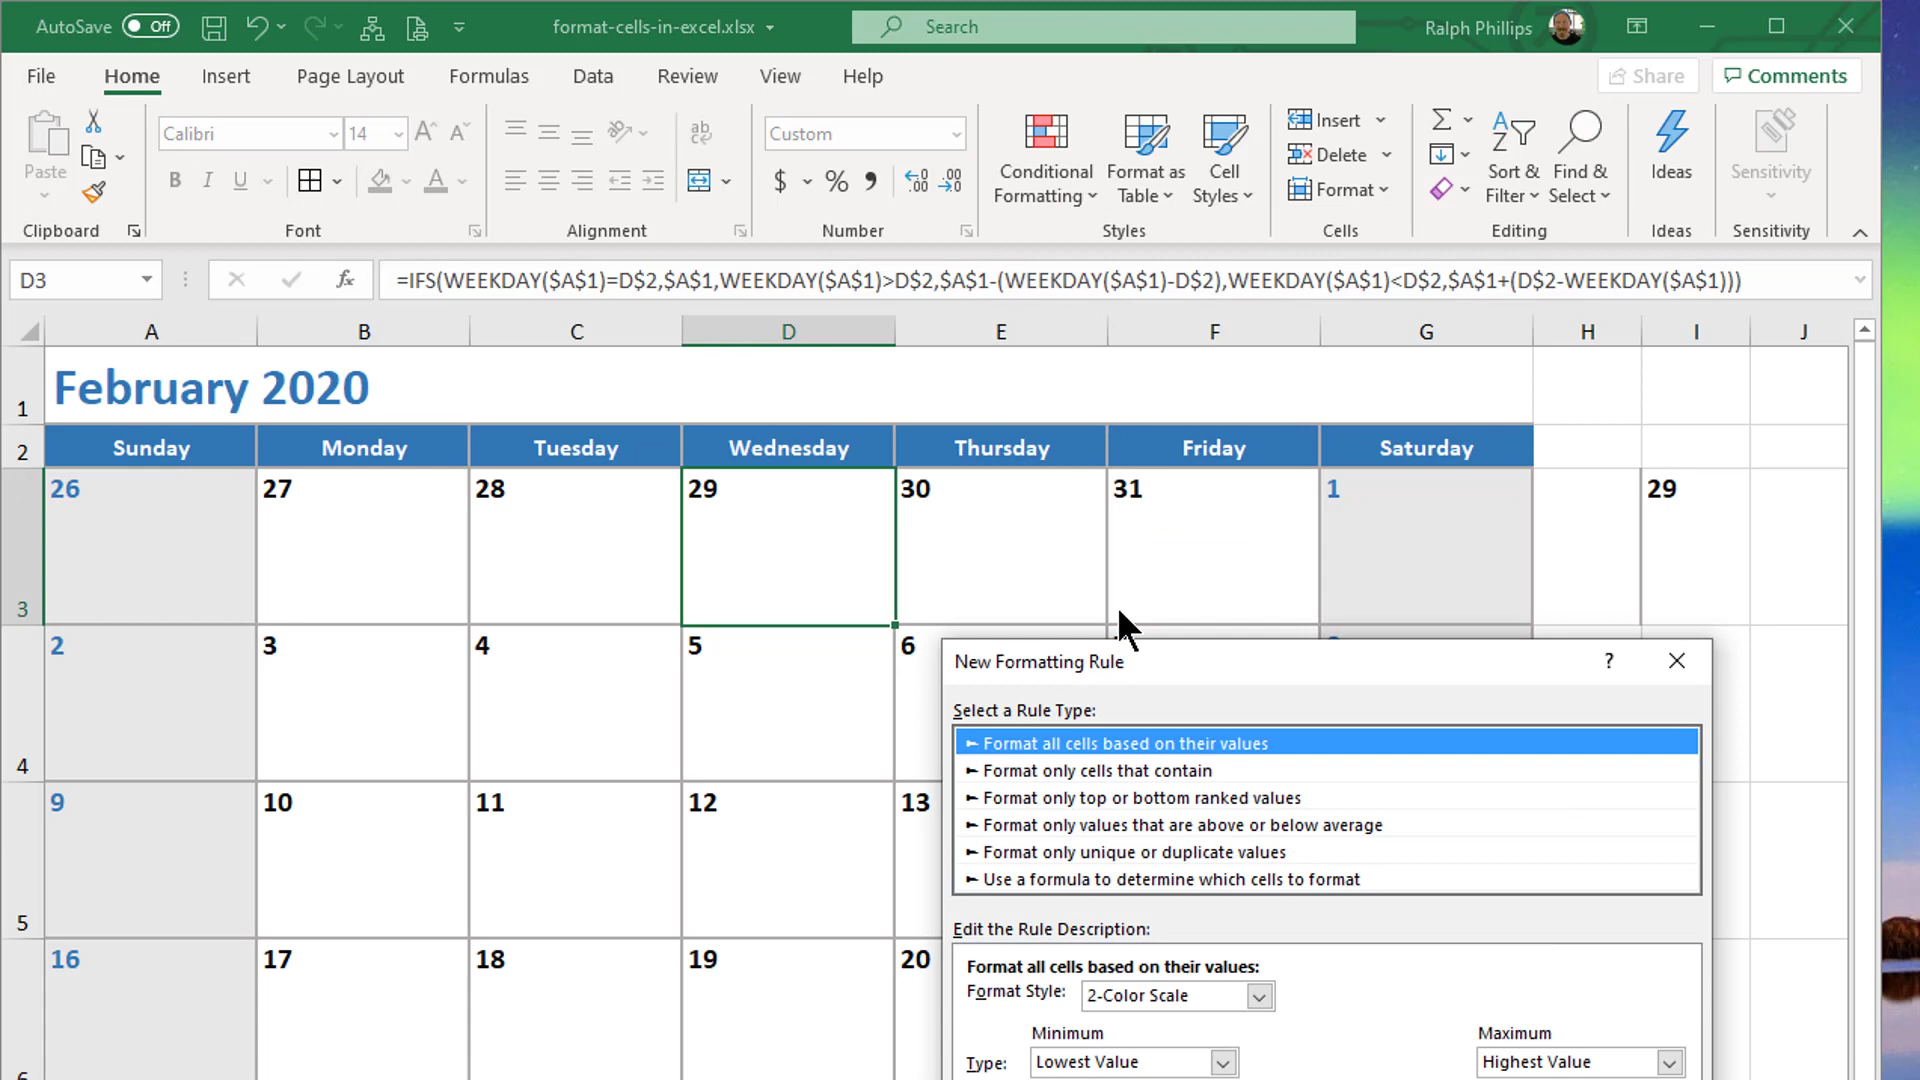 AutoSave Off format-cells-in-excel.xlsx Search Ralph Phillips
File Home Insert Page Layout Formulas Data Review View Help Share Comments
Paste Calibri 14 A A ab Custom Conditional Formatting Format as Table Cell Styles Insert Delete Format Sort & Filter Find & Select Ideas Sensitivity
B I U A $ % , .00 .00
Clipboard Font Alignment Number Styles Cells Editing Ideas Sensitivity
D3 fx =IFS(WEEKDAY($A$1)=D$2,$A$1,WEEKDAY($A$1)>D$2,$A$1-(WEEKDAY($A$1)-D$2),WEEKDAY($A$1)<D$2,$A$1+(D$2-WEEKDAY($A$1)))
A B C D E F G H I J
1 February 2020
2 Sunday Monday Tuesday Wednesday Thursday Friday Saturday
3 26 27 28 29 30 31 1 29
4 2 3 4 5 6
5 9 10 11 12 13
16 17 18 19 20
New Formatting Rule ?
Select a Rule Type:
► Format all cells based on their values
► Format only cells that contain
► Format only top or bottom ranked values
► Format only values that are above or below average
► Format only unique or duplicate values
► Use a formula to determine which cells to format
Edit the Rule Description:
Format all cells based on their values:
Format Style: 2-Color Scale
Minimum Maximum
Type: Lowest Value Highest Value